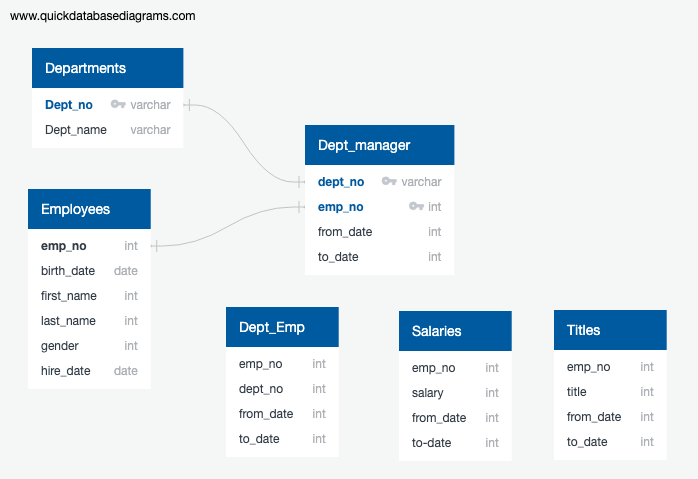 www.quickdatabasediagrams.com
Departments
Dept_no varchar
Dept_name varchar
Dept_manager
dept_no varchar
emp_no int
from_date int
to_date int
Employees
emp_no int
birth_date date
first_name int
last_name int
gender int
hire_date date
Dept_Emp
emp_no int
dept_no int
from_date int
to_date int
Salaries
emp_no int
salary int
from_date int
to-date int
Titles
emp_no int
title int
from_date int
to_date int